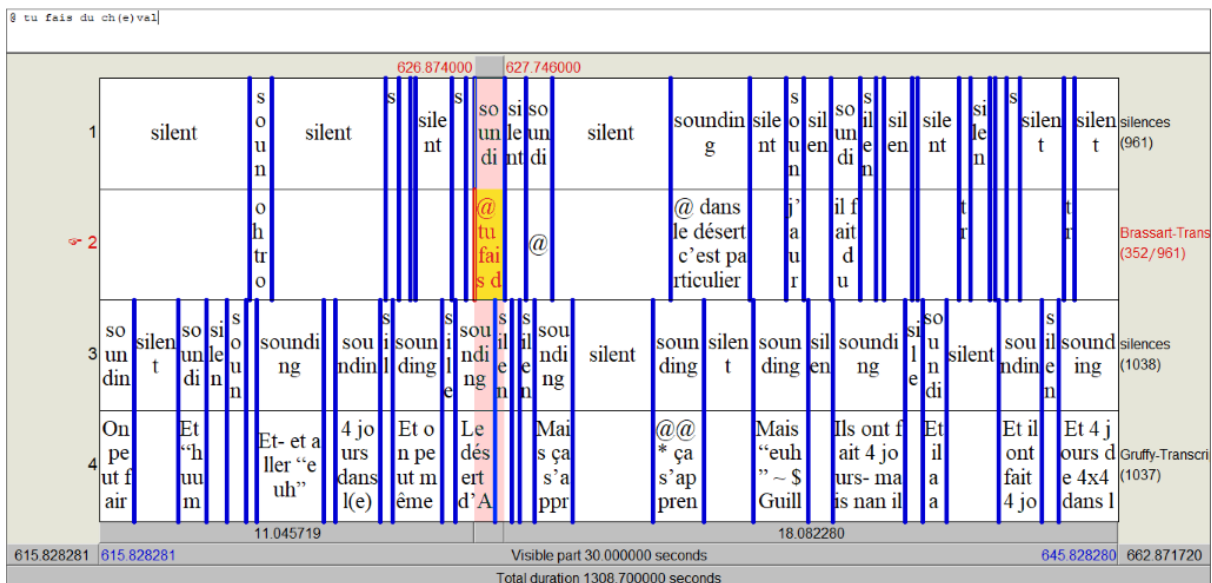 @ tu fais du ch(e)val
626.874000 627.746000
1
silent
s
o
u
n
silent
s
sile
nt
s
so
un
di
si
le
nt
so
un
di
silent
soundin
g
sile
nt
s
o
u
n
sil
en
so
un
di
s
il
e
n
sil
en
sile
nt
si
le
n
s
silen
t
silen
t
silences
(961)
2
o
h
tr
o
@
tu
fai
s d
@
@ dans
le désert
c'est pa
rticulier
j'
a
u
r
il f
ait
d
u
t
r
t
r
Brassart-Trans
(352/961)
3
so
un
din
silen
t
so
un
di
si
le
n
s
o
u
n
soundi
ng
sou
ndin
s
i
l
soun
ding
s
i
l
e
sou
ndi
ng
s
il
e
n
s
il
e
n
sou
ndi
ng
silent
soun
ding
silen
t
soun
ding
sil
en
soundi
ng
si
l
e
so
u
n
di
silent
sou
ndin
s
il
e
n
sound
ing
silences
(1038)
4
On
pe
ut f
air
Et
“h
uu
m
Et- et a
ller “e
uh”
4 jo
urs
dans
l(e)
Et o
n pe
ut m
ême
Le
dés
ert
d’A
Mai
s ça
s’a
ppr
@@
* ça
s’ap
pren
Mais
“euh
” ~ $
Guill
Ils ont f
ait 4 jo
urs- ma
is nan il
Et
il
a
a
Et il
ont
fait
4 jo
Et 4 j
ours d
e 4x4
dans l
Gruffy-Transcri
(1037)
11.045719 18.082280
615.828281 615.828281 Visible part 30.000000 seconds 645.828280 662.871720
Total duration 1308.700000 seconds